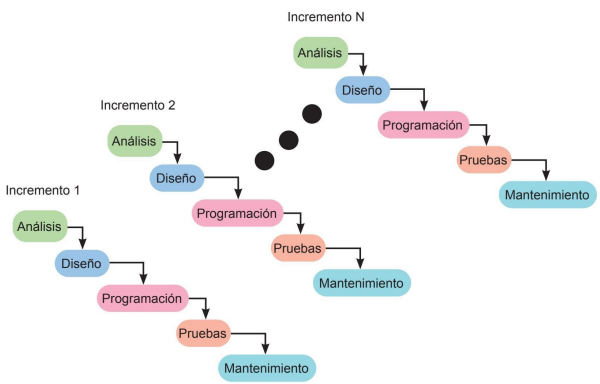 Incremento 1
Análisis
Diseño
Programación
Pruebas
Mantenimiento
Incremento 2
Análisis
Diseño
Programación
Pruebas
Mantenimiento
Incremento N
Análisis
Diseño
Programación
Pruebas
Mantenimiento